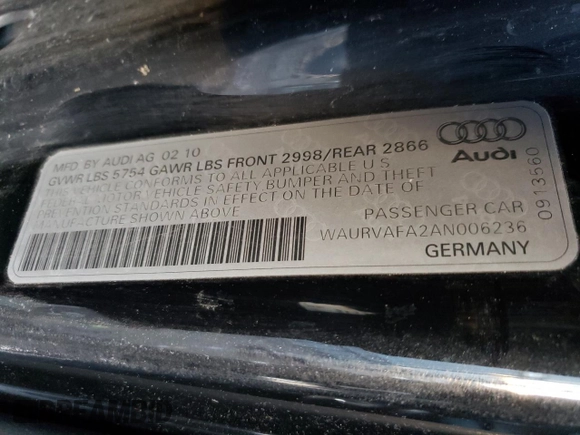 MFD BY AUDI AG 02 10
GVWR LBS 5754 GAWR LBS FRONT 2998/REAR 2866
VEHICLE CONFORMS TO ALL APPLICABLE U S
MOTOR VEHICLE SAFETY BUMPER AND THEFT
PREVENTION STANDARDS IN EFFECT ON THE DATE OF
MANUFACTURE SHOWN ABOVE
Audi
PASSENGER CAR
WAURVAFA2AN006236
GERMANY
0913560